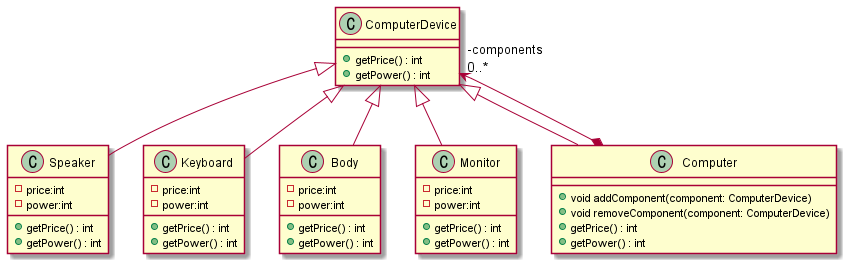 C ComputerDevice
getPrice() : int
getPower() : int
-components
0..*
C Speaker
price:int
power:int
getPrice() : int
getPower() : int
C Keyboard
price:int
power:int
getPrice() : int
getPower() : int
C Body
price:int
power:int
getPrice() : int
getPower() : int
C Monitor
price:int
power:int
getPrice() : int
getPower() : int
C Computer
void addComponent(component: ComputerDevice)
void removeComponent(component: ComputerDevice)
getPrice() : int
getPower() : int